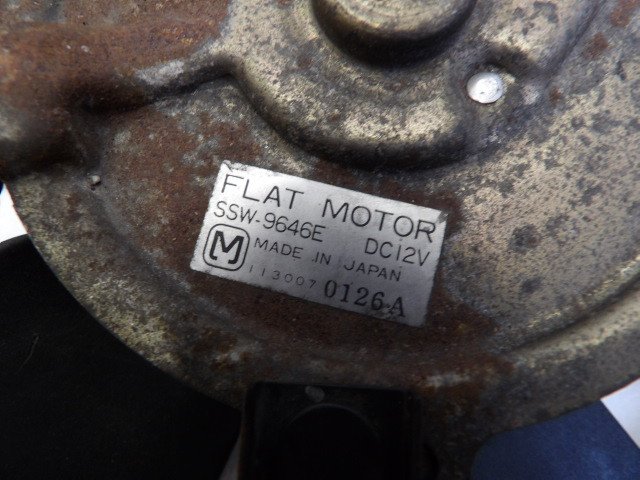 FLAT MOTOR
SSW-9646E DC12V
M MADE IN JAPAN
113007 0126-A